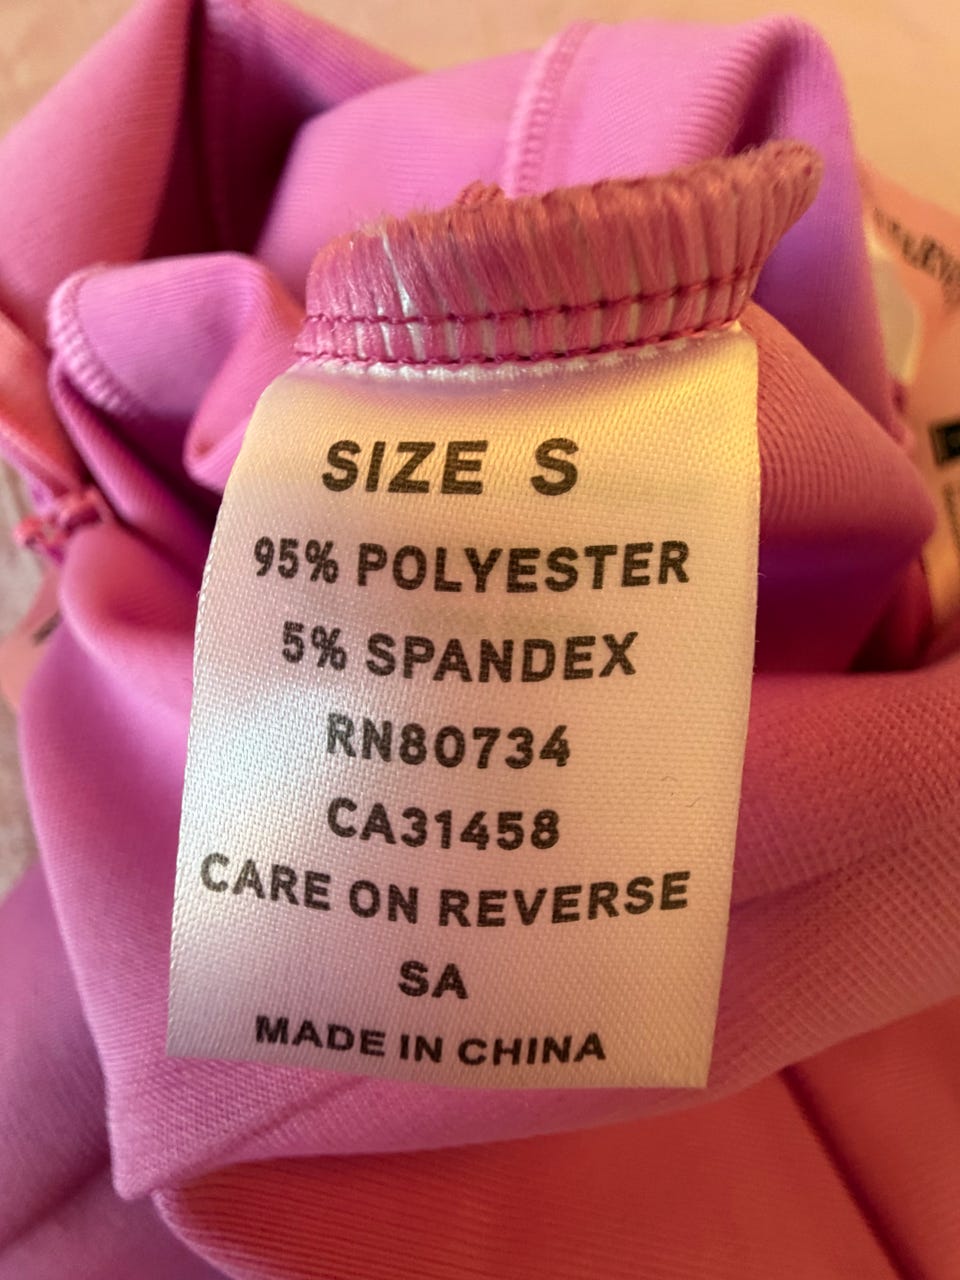 SIZE S
95% POLYESTER
5% SPANDEX
RN80734
CA31458
CARE ON REVERSE
SA
MADE IN CHINA